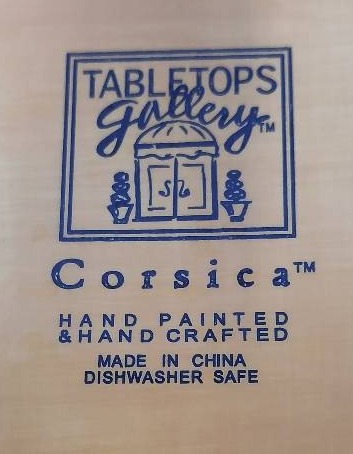 TABLETOPS
Gallery™
Corsica™
HAND PAINTED
& HAND CRAFTED
MADE IN CHINA
DISHWASHER SAFE